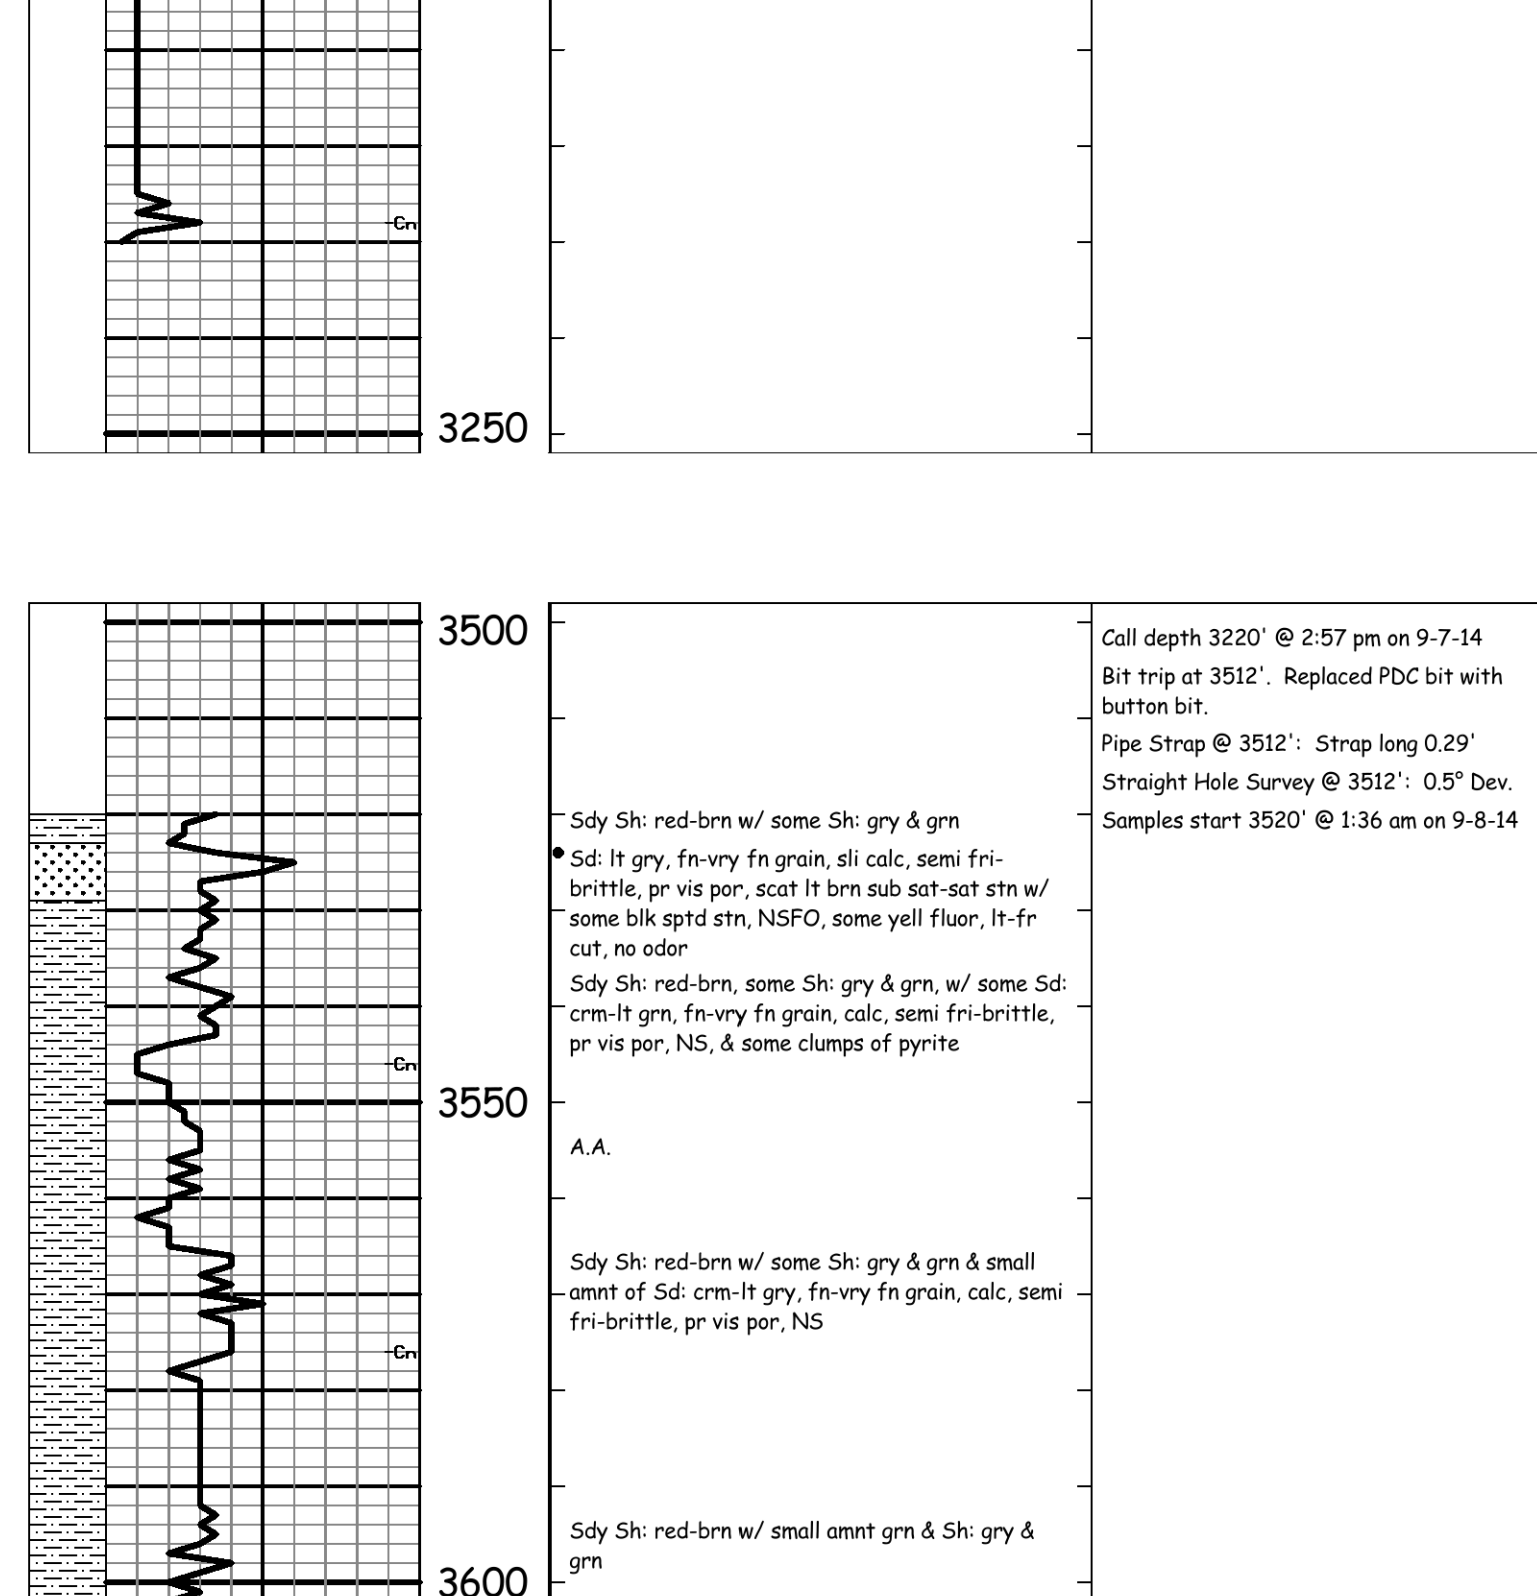 Cn
3250
3500
Call depth 3220' @ 2:57 pm on 9-7-14
Bit trip at 3512'.  Replaced PDC bit with
button bit.
Pipe Strap @ 3512':  Strap long 0.29'
Straight Hole Survey @ 3512':  0.5° Dev.
Samples start 3520' @ 1:36 am on 9-8-14
Sdy Sh: red-brn w/ some Sh: gry & grn
Sd: lt gry, fn-vry fn grain, sli calc, semi fri-
brittle, pr vis por, scat lt brn sub sat-sat stn w/
some blk sptd stn, NSFO, some yell fluor, lt-fr
cut, no odor
Sdy Sh: red-brn, some Sh: gry & grn, w/ some Sd:
crm-lt grn, fn-vry fn grain, calc, semi fri-brittle,
pr vis por, NS, & some clumps of pyrite
Cn
3550
A.A.
Sdy Sh: red-brn w/ some Sh: gry & grn & small
amnt of Sd: crm-lt gry, fn-vry fn grain, calc, semi
fri-brittle, pr vis por, NS
Cn
Sdy Sh: red-brn w/ small amnt grn & Sh: gry &
grn
3600